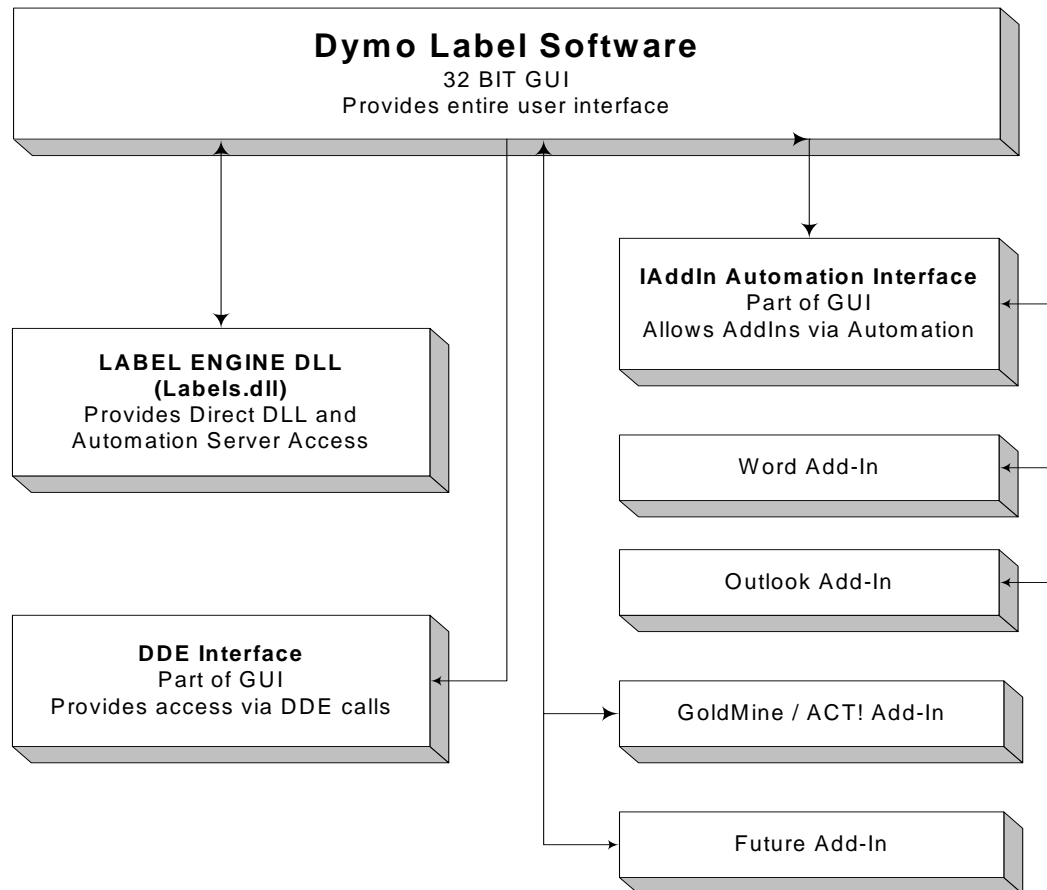 Dymo Label Software
32 BIT GUI
Provides entire user interface
IAddIn Automation Interface
Part of GUI
Allows AddIns via Automation
LABEL ENGINE DLL
(Labels.dll)
Provides Direct DLL and
Automation Server Access
Word Add-In
Outlook Add-In
DDE Interface
Part of GUI
Provides access via DDE calls
GoldMine / ACT! Add-In
Future Add-In